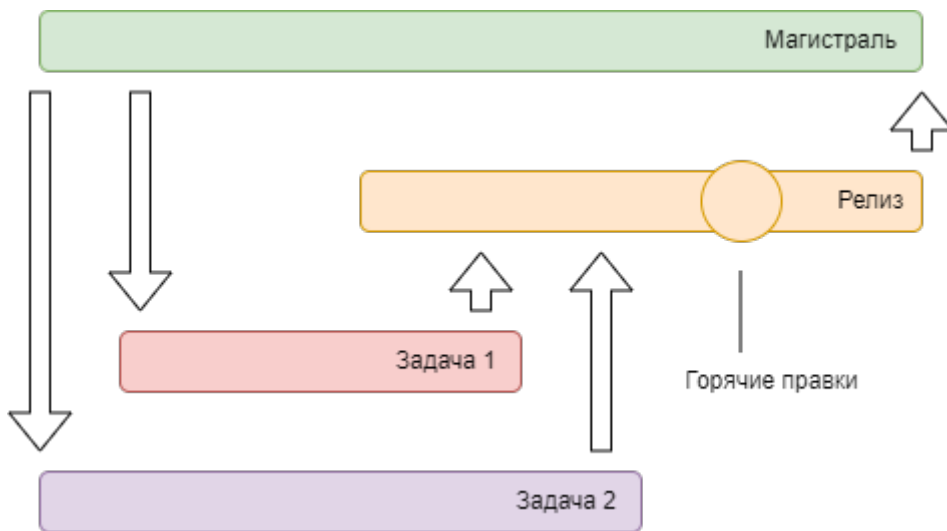 Магистраль
Релиз
Задача 1
Горячие правки
Задача 2